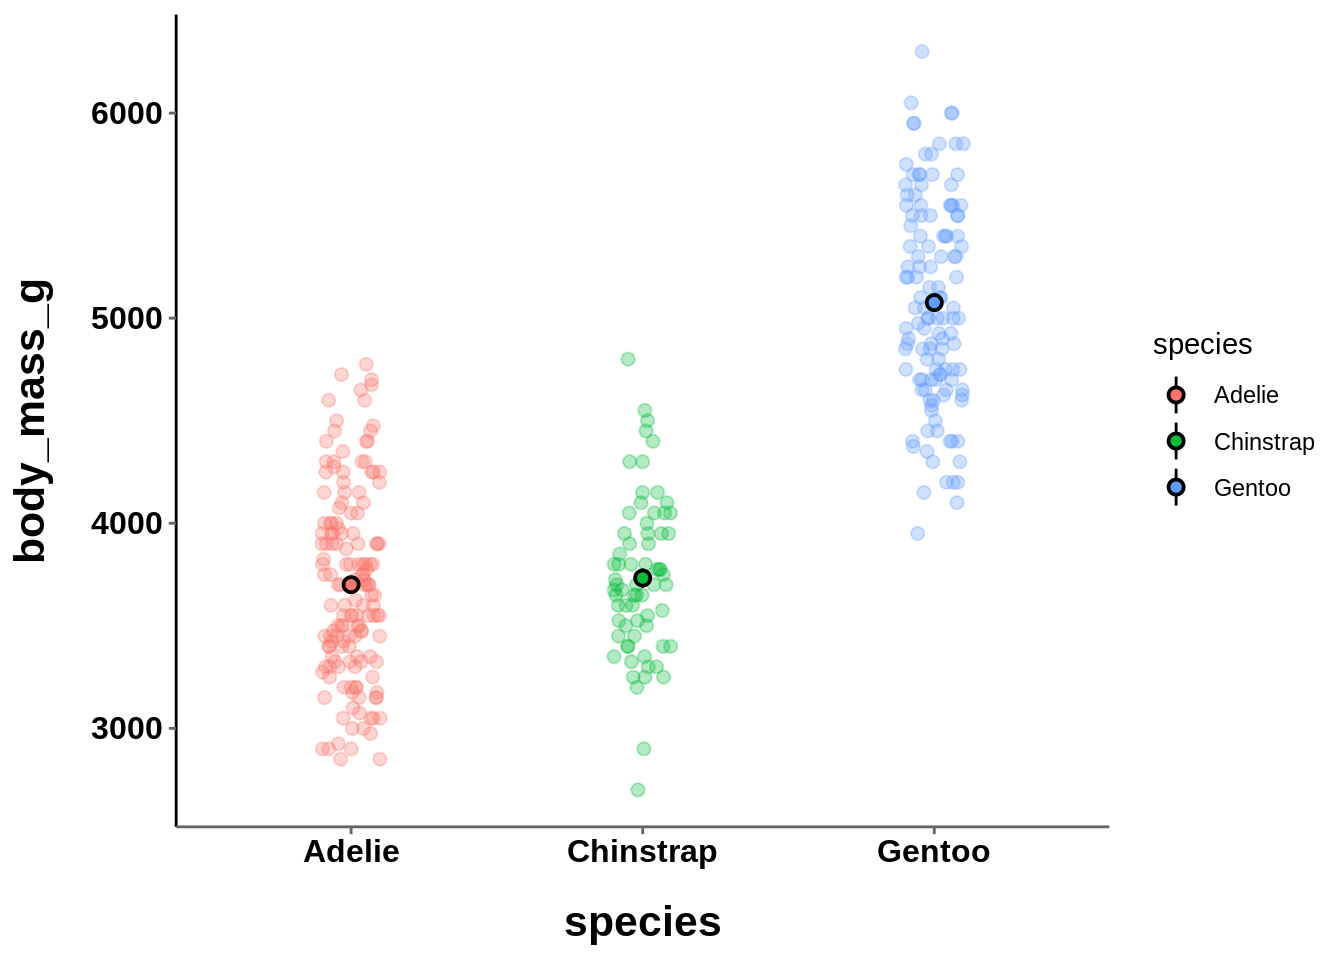 body_mass_g
6000
5000
4000
3000
Adelie
Chinstrap
Gentoo
species
species
Adelie
Chinstrap
Gentoo